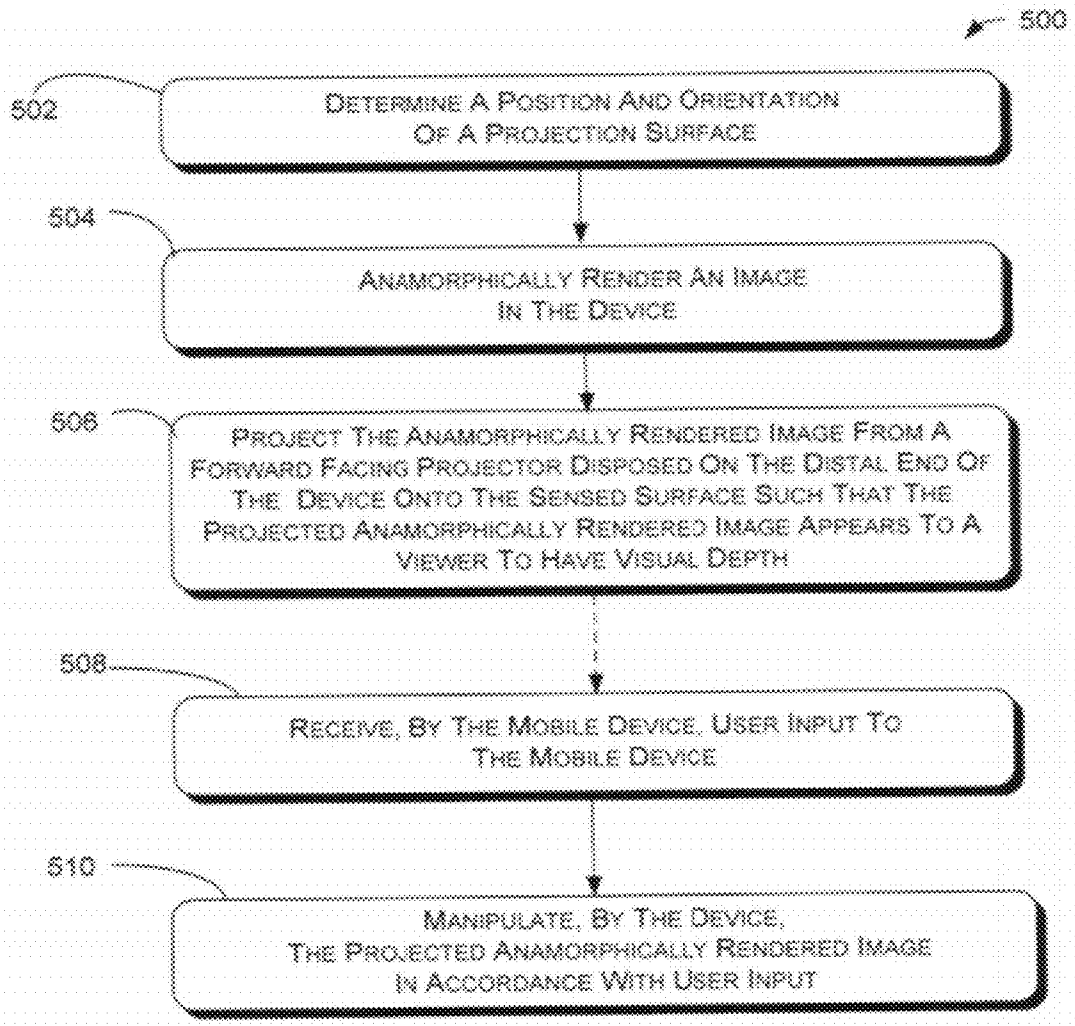 500
502
DETERMINE A POSITION AND ORIENTATION
OF A PROJECTION SURFACE
504
ANAMORPHICALLY RENDER AN IMAGE
IN THE DEVICE
506
PROJECT THE ANAMORPHICALLY RENDERED IMAGE FROM A
FORWARD FACING PROJECTOR DISPOSED ON THE DISTAL END OF
THE DEVICE ONTO THE SENSED SURFACE SUCH THAT THE
PROJECTED ANAMORPHICALLY RENDERED IMAGE APPEARS TO A
VIEWER TO HAVE VISUAL DEPTH
508
RECEIVE, BY THE MOBILE DEVICE, USER INPUT TO
THE MOBILE DEVICE
510
MANIPULATE, BY THE DEVICE,
THE PROJECTED ANAMORPHICALLY RENDERED IMAGE
IN ACCORDANCE WITH USER INPUT